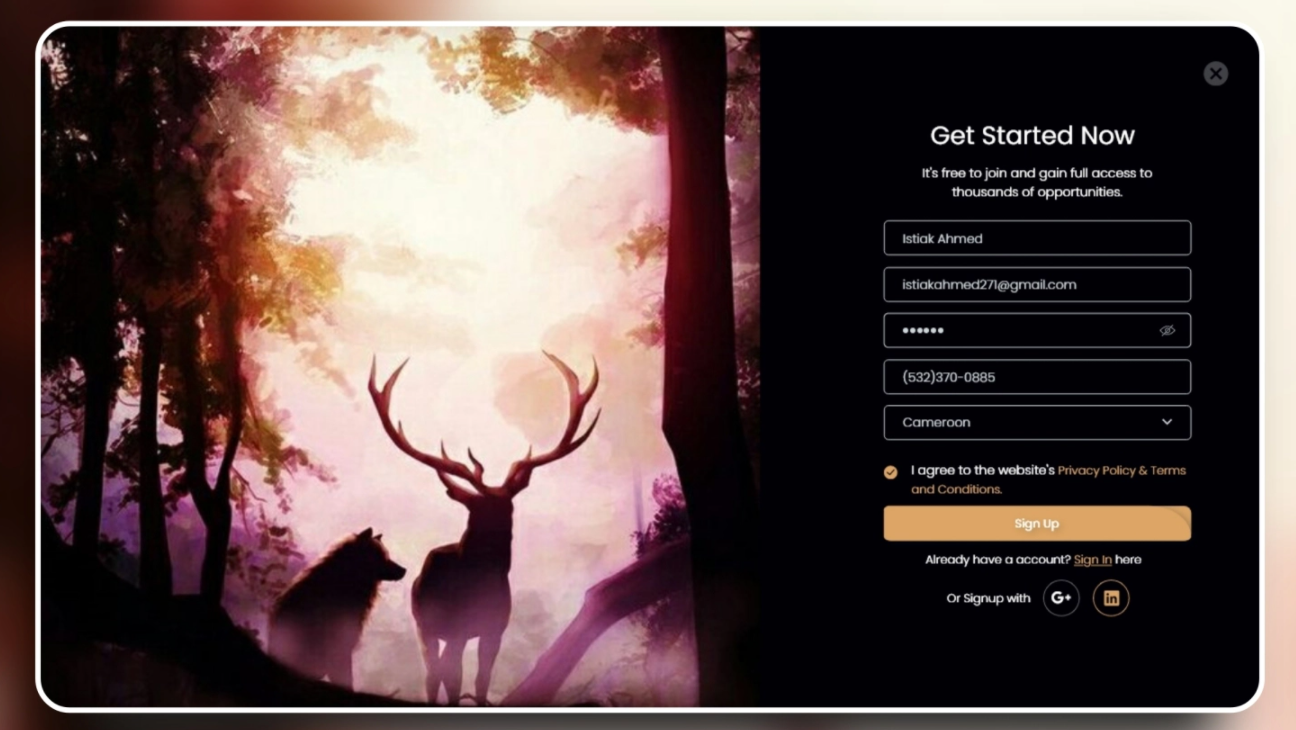 Get Started Now
It's free to join and gain full access to
thousands of opportunities.
Istiak Ahmed
istiakahmed271@gmail.com
••••••
(532)370-0885
Cameroon
I agree to the website's Privacy Policy & Terms
and Conditions.
Sign Up
Already have a account? Sign In here
Or Signup with G+ in